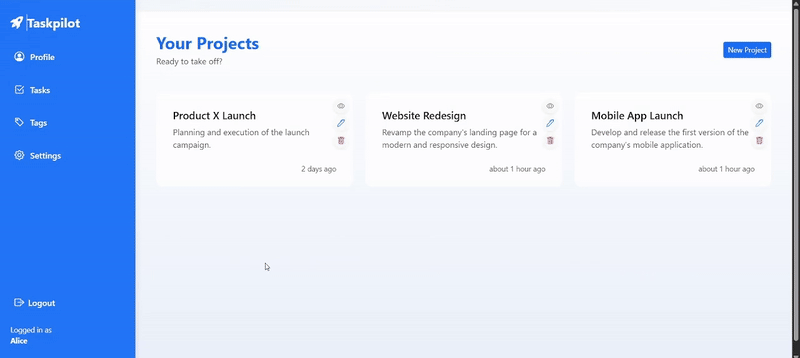 Taskpilot
Profile
Tasks
Tags
Settings
Logout
Logged in as
Alice
Your Projects
Ready to take off?
New Project
Product X Launch
Planning and execution of the launch
campaign.
2 days ago
Website Redesign
Revamp the company's landing page for a
modern and responsive design.
about 1 hour ago
Mobile App Launch
Develop and release the first version of the
company's mobile application.
about 1 hour ago